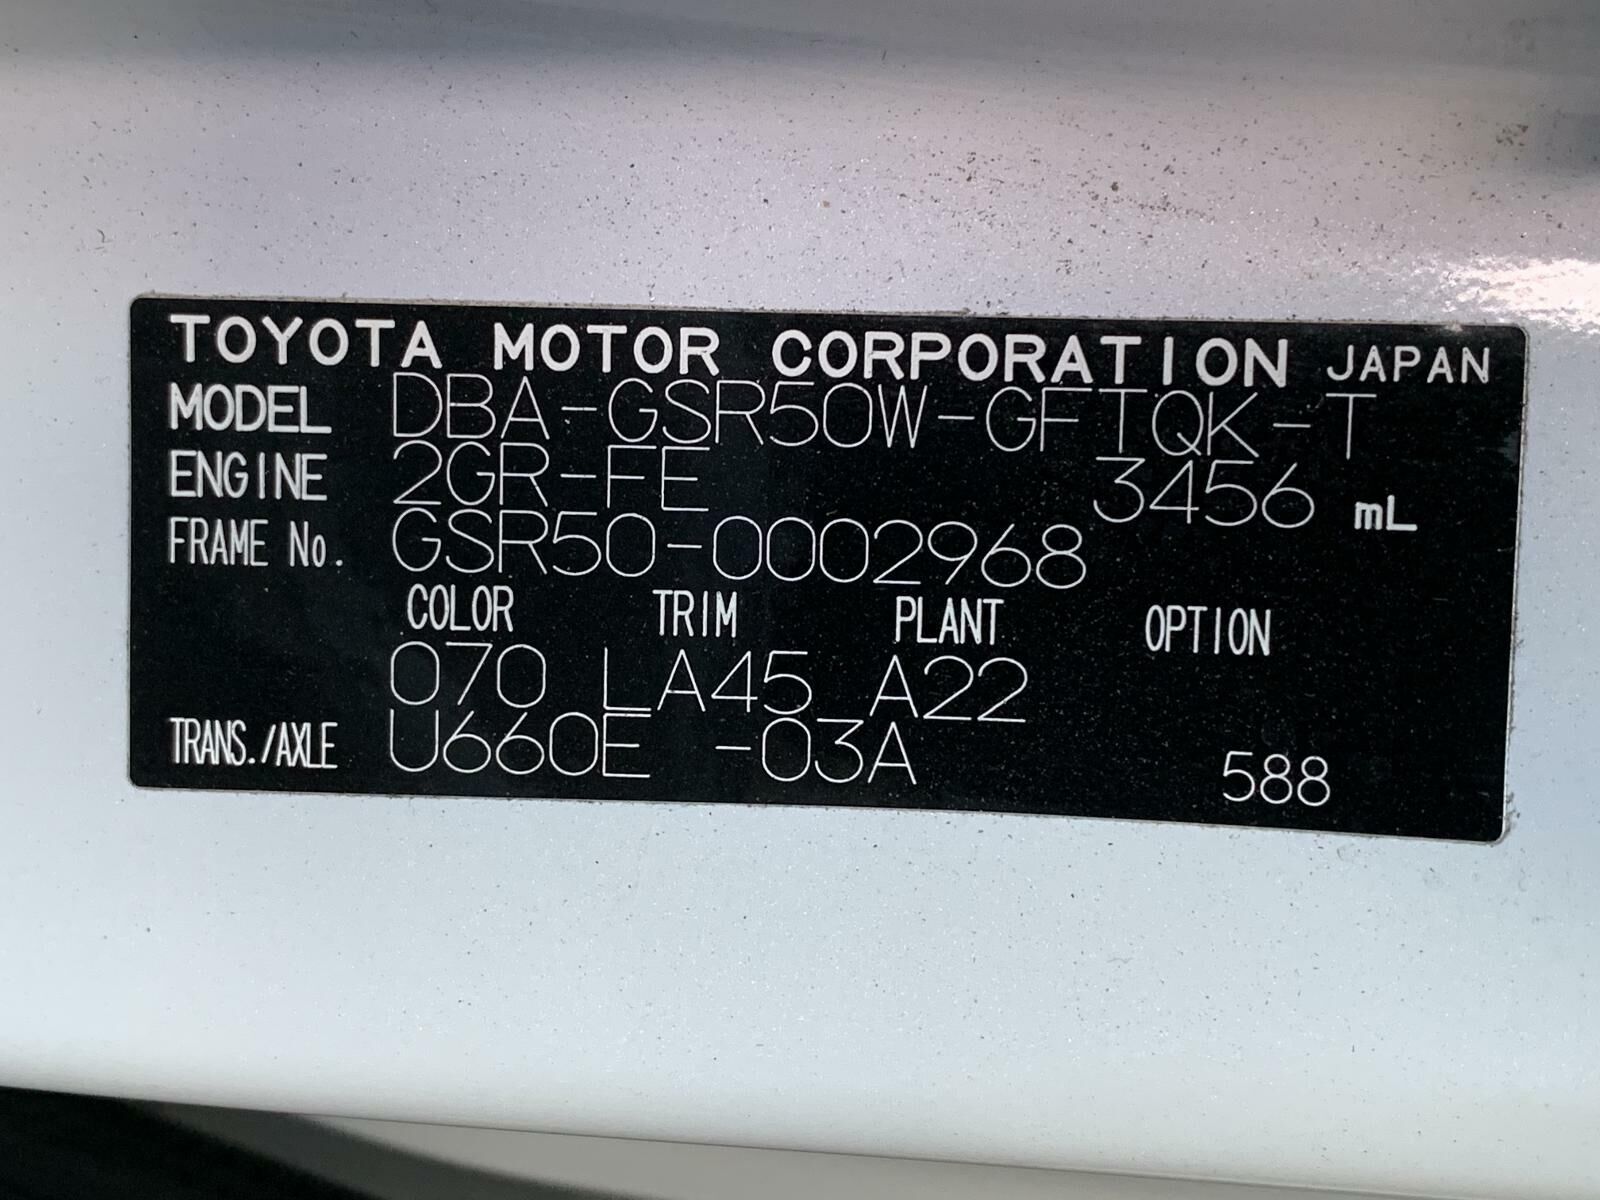 TOYOTA MOTOR CORPORATION JAPAN
MODEL DBA-GSR50W-GFTQK-T
ENGINE 2GR-FE 3456 mL
FRAME No. GSR50-0002968
COLOR TRIM PLANT OPTION
070 LA45 A22
TRANS./AXLE U660E -03A 588